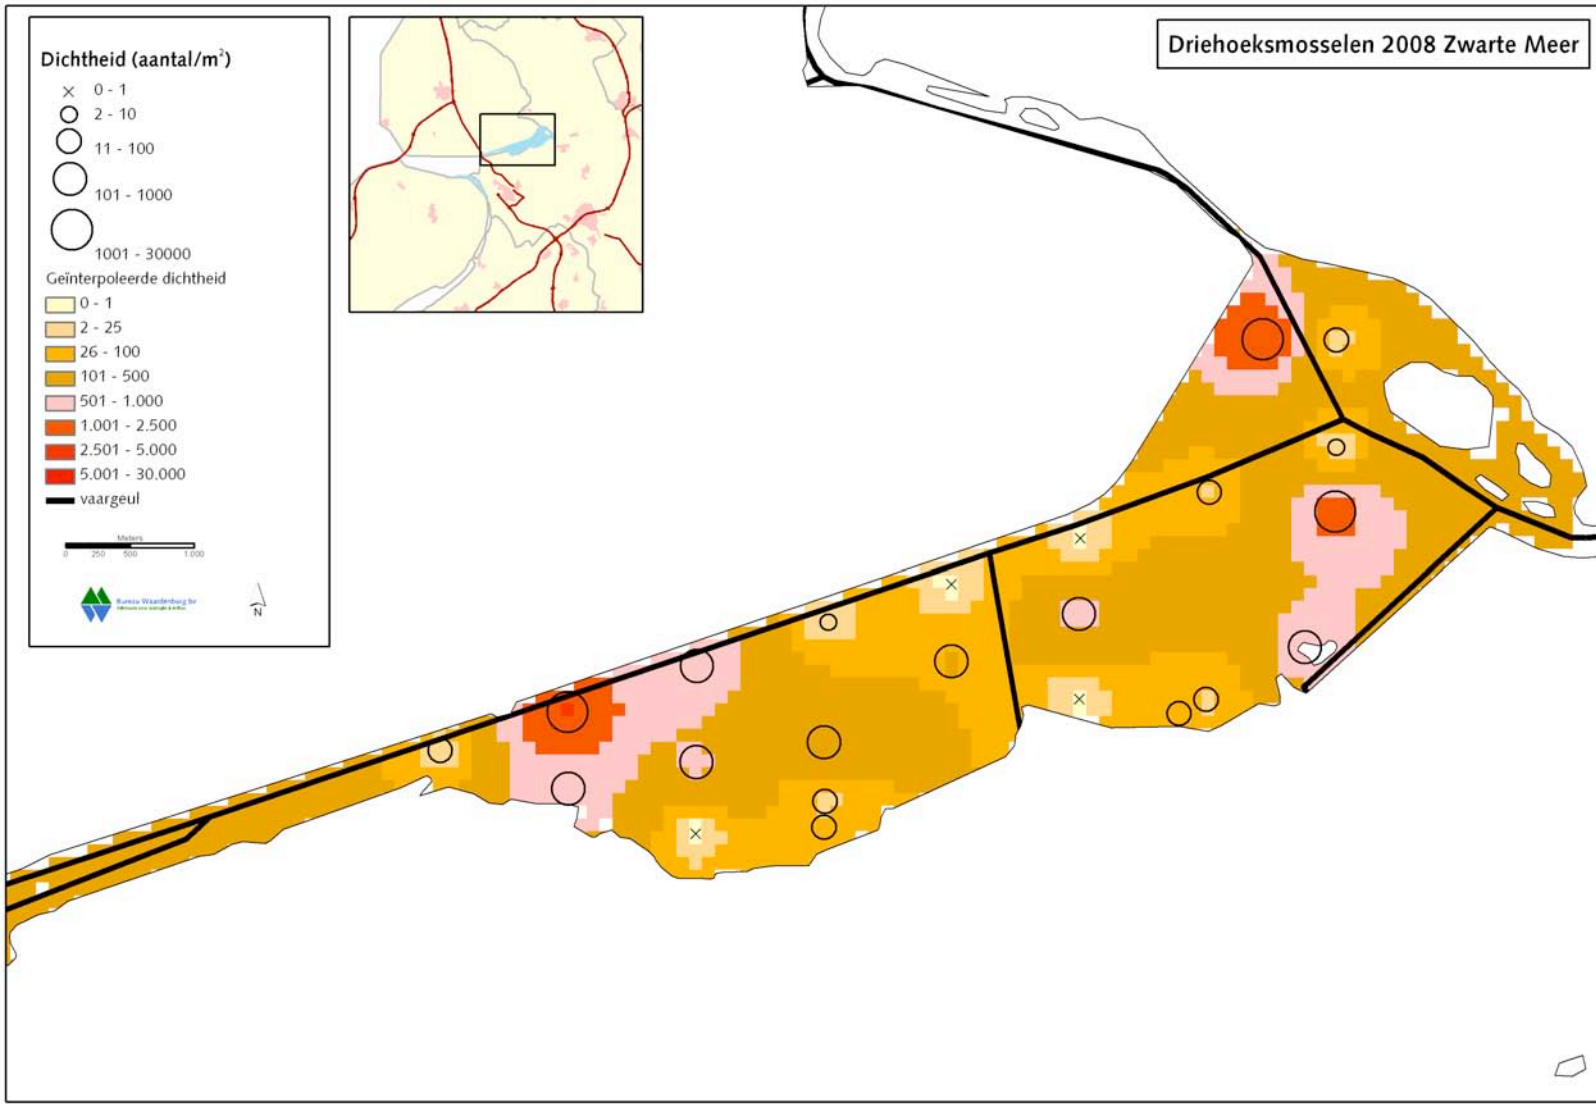 Driehoeksmosselen 2008 Zwarte Meer
Dichtheid (aantal/m²)
0 - 1
2 - 10
11 - 100
101 - 1000
1001 - 30000
Geïnterpoleerde dichtheid
0 - 1
2 - 25
26 - 100
101 - 500
501 - 1.000
1.001 - 2.500
2.501 - 5.000
5.001 - 30.000
vaargeul
Meters
0 250 500 1.000
Bureau Waardenburg bv
N